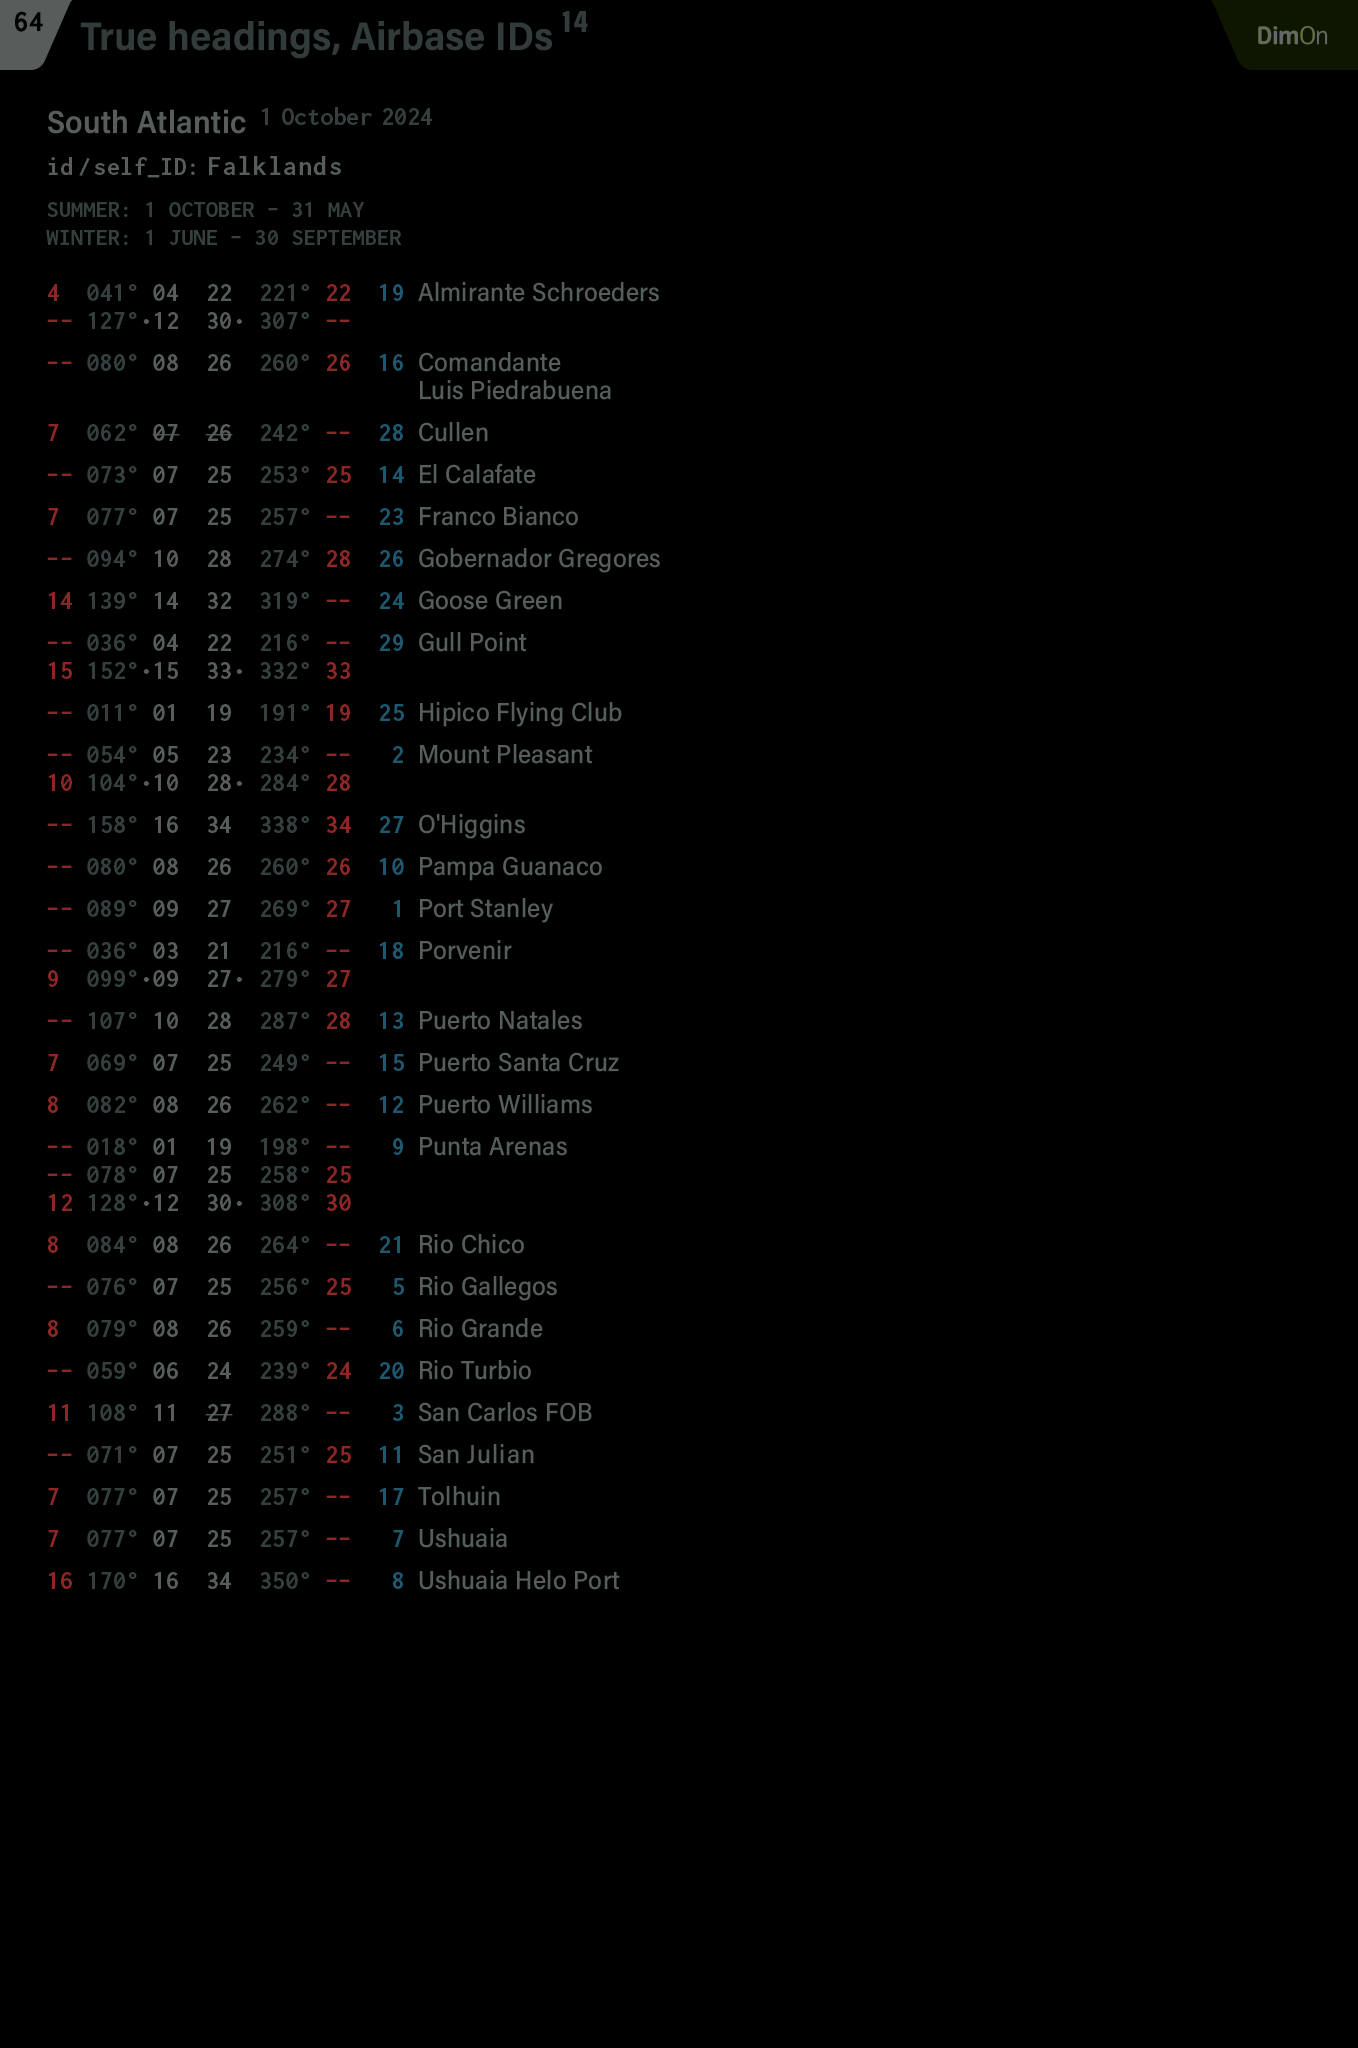 64 True headings, Airbase IDs 14 DimOn
South Atlantic 1 October 2024
id/self_ID: Falklands
SUMMER: 1 OCTOBER - 31 MAY
WINTER: 1 JUNE - 30 SEPTEMBER
4 041° 04 22 221° 22 19 Almirante Schroeders
-- 127°·12 30· 307° --
-- 080° 08 26 260° 26 16 Comandante
Luis Piedrabuena
7 062° 07 26 242° -- 28 Cullen
-- 073° 07 25 253° 25 14 El Calafate
7 077° 07 25 257° -- 23 Franco Bianco
-- 094° 10 28 274° 28 26 Gobernador Gregores
14 139° 14 32 319° -- 24 Goose Green
-- 036° 04 22 216° -- 29 Gull Point
15 152°·15 33· 332° 33
-- 011° 01 19 191° 19 25 Hipico Flying Club
-- 054° 05 23 234° -- 2 Mount Pleasant
10 104°·10 28· 284° 28
-- 158° 16 34 338° 34 27 O'Higgins
-- 080° 08 26 260° 26 10 Pampa Guanaco
-- 089° 09 27 269° 27 1 Port Stanley
-- 036° 03 21 216° -- 18 Porvenir
9 099°·09 27· 279° 27
-- 107° 10 28 287° 28 13 Puerto Natales
7 069° 07 25 249° -- 15 Puerto Santa Cruz
8 082° 08 26 262° -- 12 Puerto Williams
-- 018° 01 19 198° -- 9 Punta Arenas
-- 078° 07 25 258° 25
12 128°·12 30· 308° 30
8 084° 08 26 264° -- 21 Rio Chico
-- 076° 07 25 256° 25 5 Rio Gallegos
8 079° 08 26 259° -- 6 Rio Grande
-- 059° 06 24 239° 24 20 Rio Turbio
11 108° 11 27 288° -- 3 San Carlos FOB
-- 071° 07 25 251° 25 11 San Julian
7 077° 07 25 257° -- 17 Tolhuin
7 077° 07 25 257° -- 7 Ushuaia
16 170° 16 34 350° -- 8 Ushuaia Helo Port